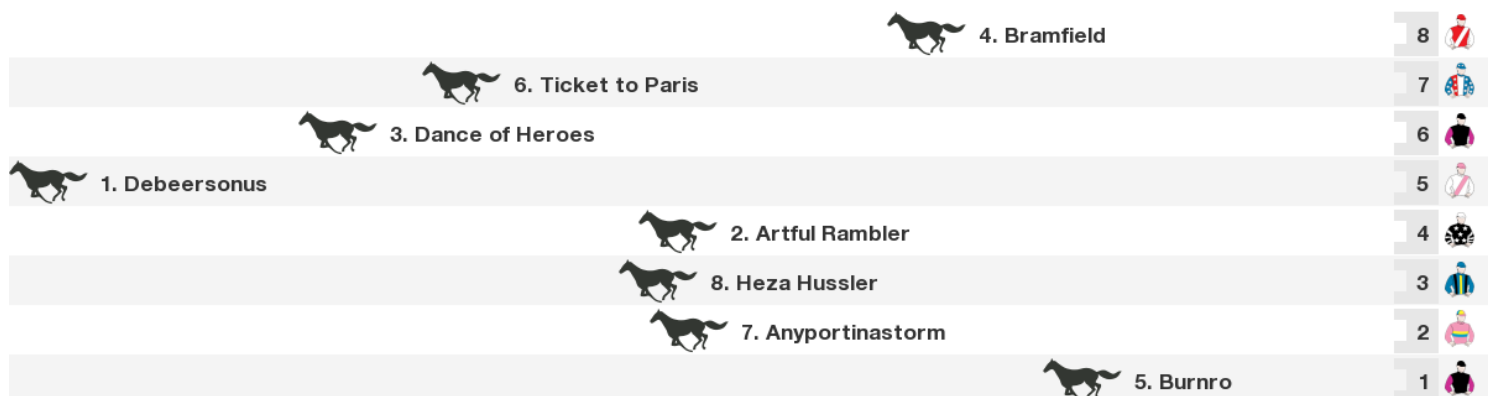 4. Bramfield 8
6. Ticket to Paris 7
3. Dance of Heroes 6
1. Debeersonus 5
2. Artful Rambler 4
8. Heza Hussler 3
7. Anyportinastorm 2
5. Burnro 1